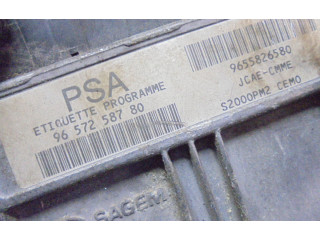 PSA
ETIQUETTE PROGRAMME
96 572 587 80
9655826580
JCAE-CMME
S2000PM2 CEMO
SAGEM